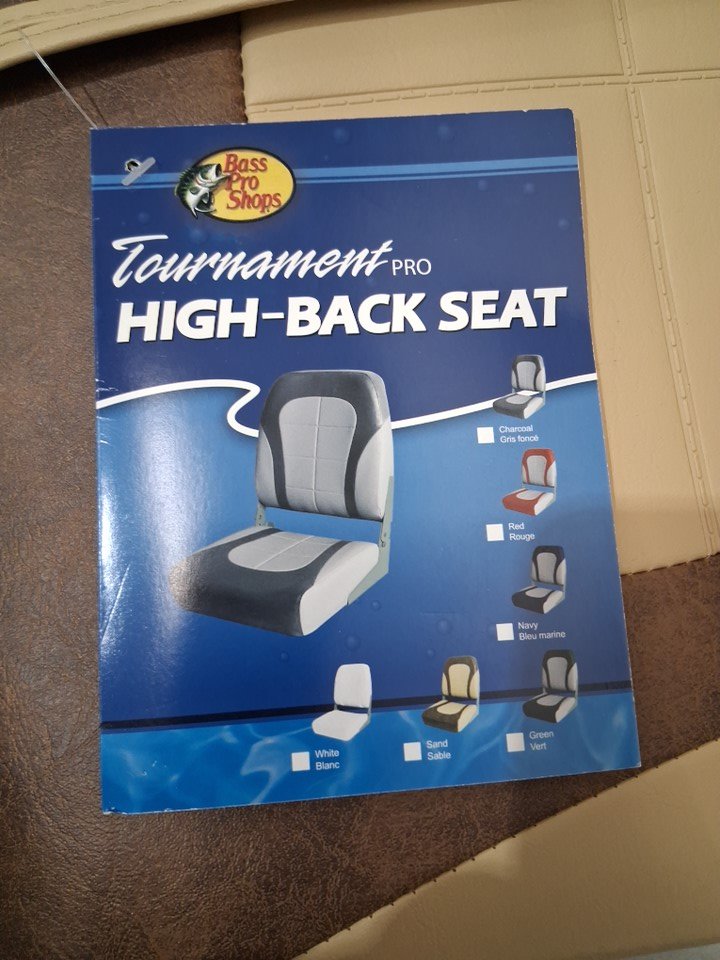 Bass
Pro
Shops
Tournament PRO
HIGH-BACK SEAT
Charcoal
Gris foncé
Red
Rouge
Navy
Bleu marine
White
Blanc
Sand
Sable
Green
Vert